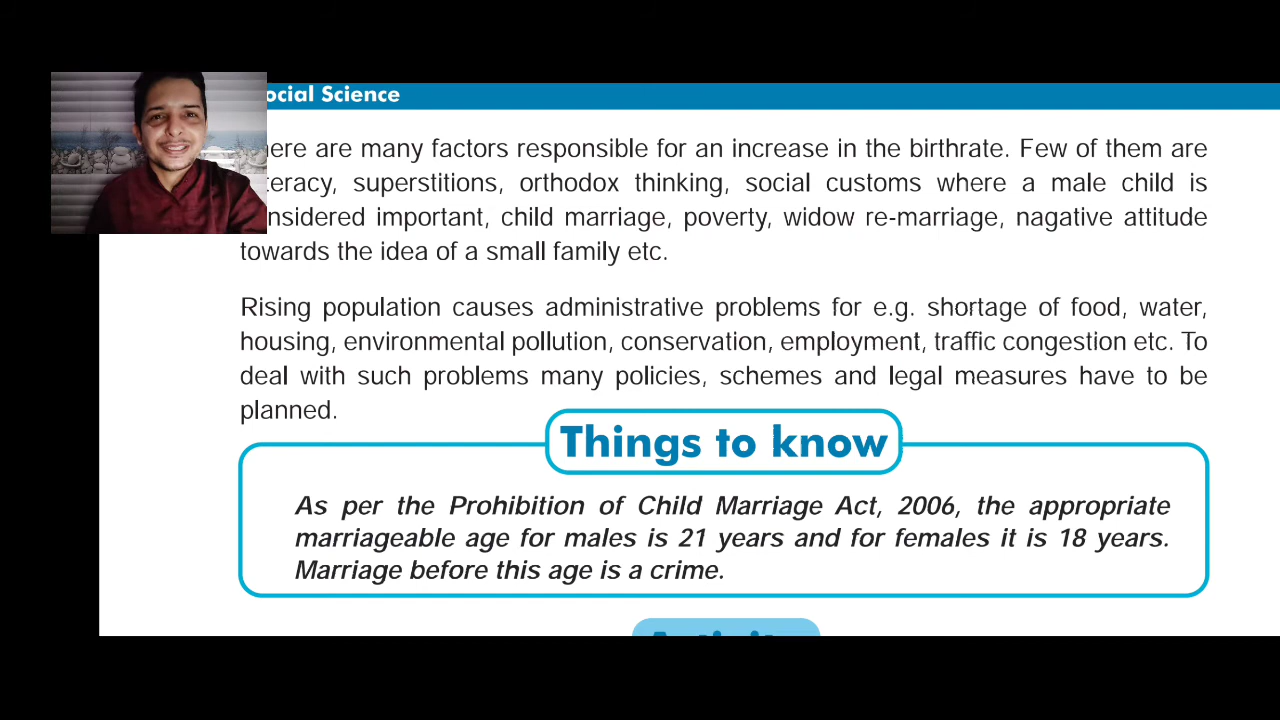 ocial Science
ere are many factors responsible for an increase in the birthrate. Few of them are
teracy, superstitions, orthodox thinking, social customs where a male child is
nsidered important, child marriage, poverty, widow re-marriage, nagative attitude
towards the idea of a small family etc.
Rising population causes administrative problems for e.g. shortage of food, water,
housing, environmental pollution, conservation, employment, traffic congestion etc. To
deal with such problems many policies, schemes and legal measures have to be
planned.
Things to know
As per the Prohibition of Child Marriage Act, 2006, the appropriate
marriageable age for males is 21 years and for females it is 18 years.
Marriage before this age is a crime.